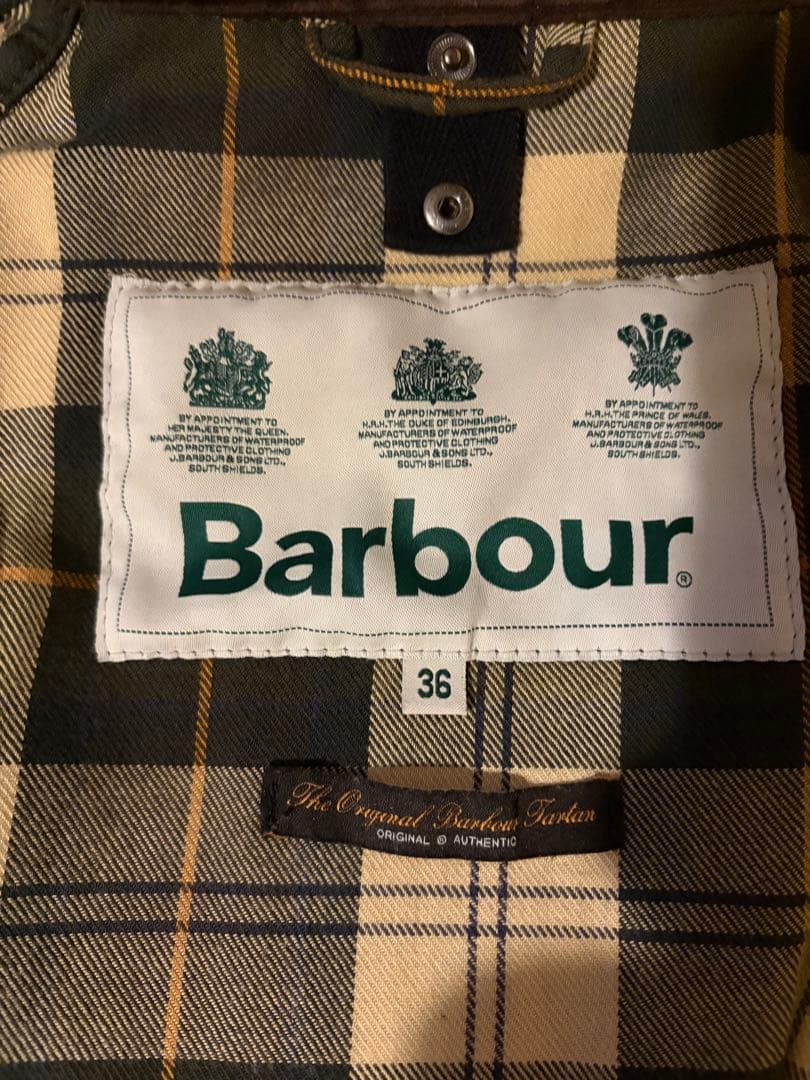 BY APPOINTMENT TO
HER MAJESTY THE QUEEN.
MANUFACTURERS OF WATERPROOF
AND PROTECTIVE CLOTHING
J.BARBOUR & SONS LTD.,
SOUTH SHIELDS.
BY APPOINTMENT TO
H.R.H.THE DUKE OF EDINBURGH,
MANUFACTURERS OF WATERPROOF
AND PROTECTIVE CLOTHING
J.BARBOUR & SONS LTD.,
SOUTH SHIELDS.
BY APPOINTMENT TO
H.R.H.THE PRINCE OF WALES.
MANUFACTURERS OF WATERPROOF
AND PROTECTIVE CLOTHING
J.BARBOUR & SONS LTD.,
SOUTH SHIELDS.
Barbour®
36
The Original Barbour Tartan
ORIGINAL @ AUTHENTIC